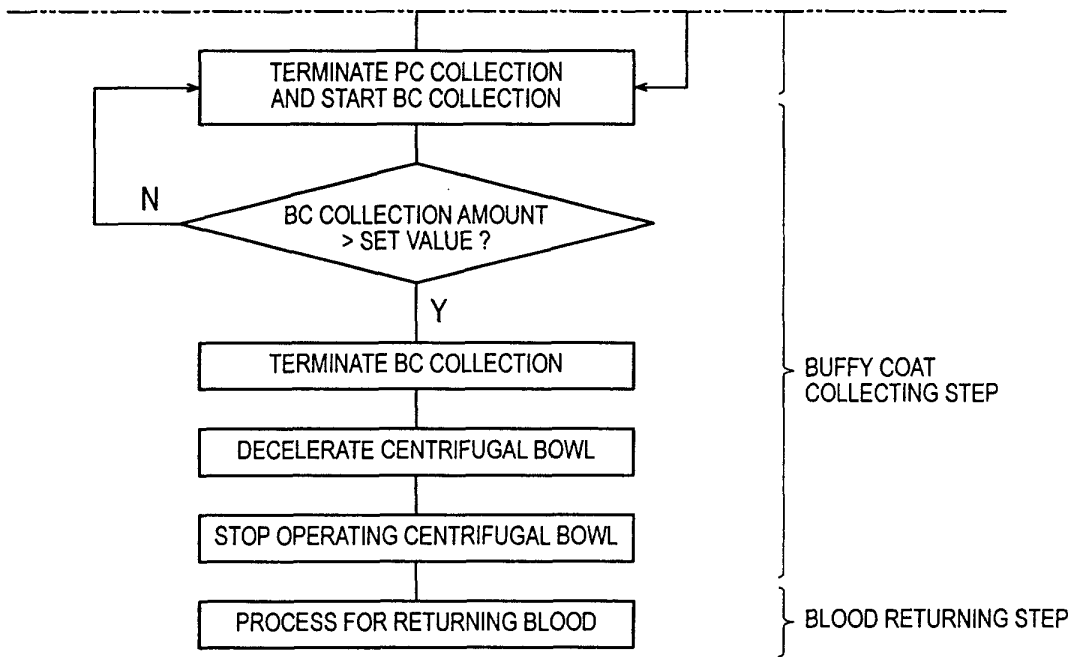 TERMINATE PC COLLECTION
AND START BC COLLECTION
N
BC COLLECTION AMOUNT
> SET VALUE ?
Y
TERMINATE BC COLLECTION
DECELERATE CENTRIFUGAL BOWL
STOP OPERATING CENTRIFUGAL BOWL
BUFFY COAT
COLLECTING STEP
PROCESS FOR RETURNING BLOOD
BLOOD RETURNING STEP